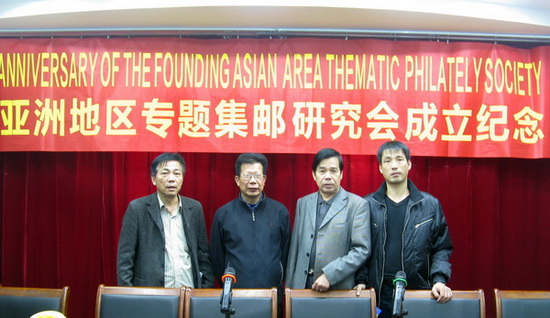 ANNIVERSARY OF THE FOUNDING ASIAN AREA THEMATIC PHILATELY SOCIETY
亚洲地区专题集邮研究会成立纪念